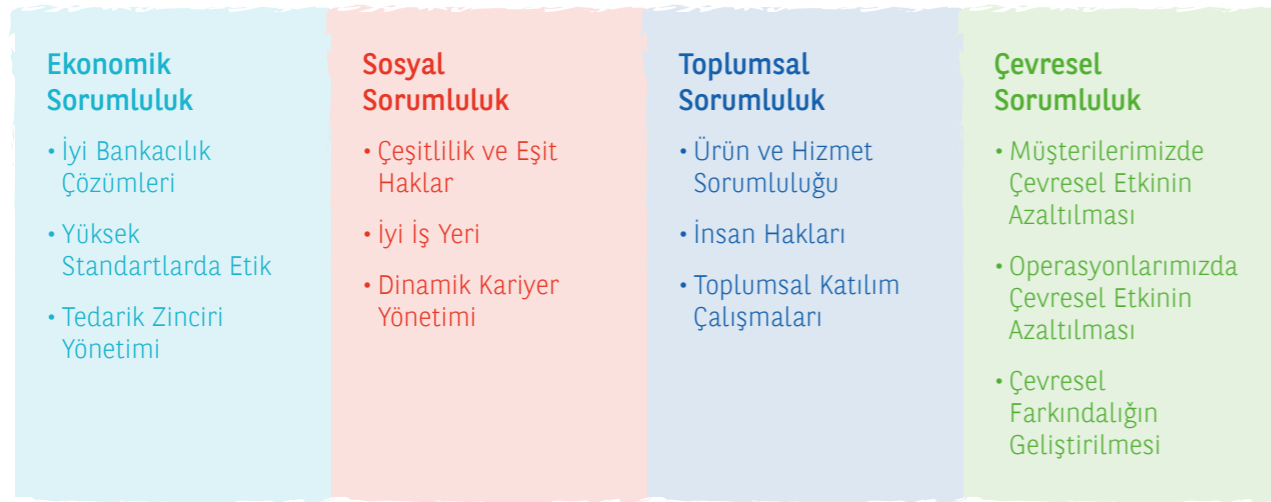 Ekonomik
Sorumluluk
• İyi Bankacılık
Çözümleri
• Yüksek
Standartlarda Etik
• Tedarik Zinciri
Yönetimi
Sosyal
Sorumluluk
• Çeşitlilik ve Eşit
Haklar
• İyi İş Yeri
• Dinamik Kariyer
Yönetimi
Toplumsal
Sorumluluk
• Ürün ve Hizmet
Sorumluluğu
• İnsan Hakları
• Toplumsal Katılım
Çalışmaları
Çevresel
Sorumluluk
• Müşterilerimizde
Çevresel Etkinin
Azaltılması
• Operasyonlarımızda
Çevresel Etkinin
Azaltılması
• Çevresel
Farkındalığın
Geliştirilmesi